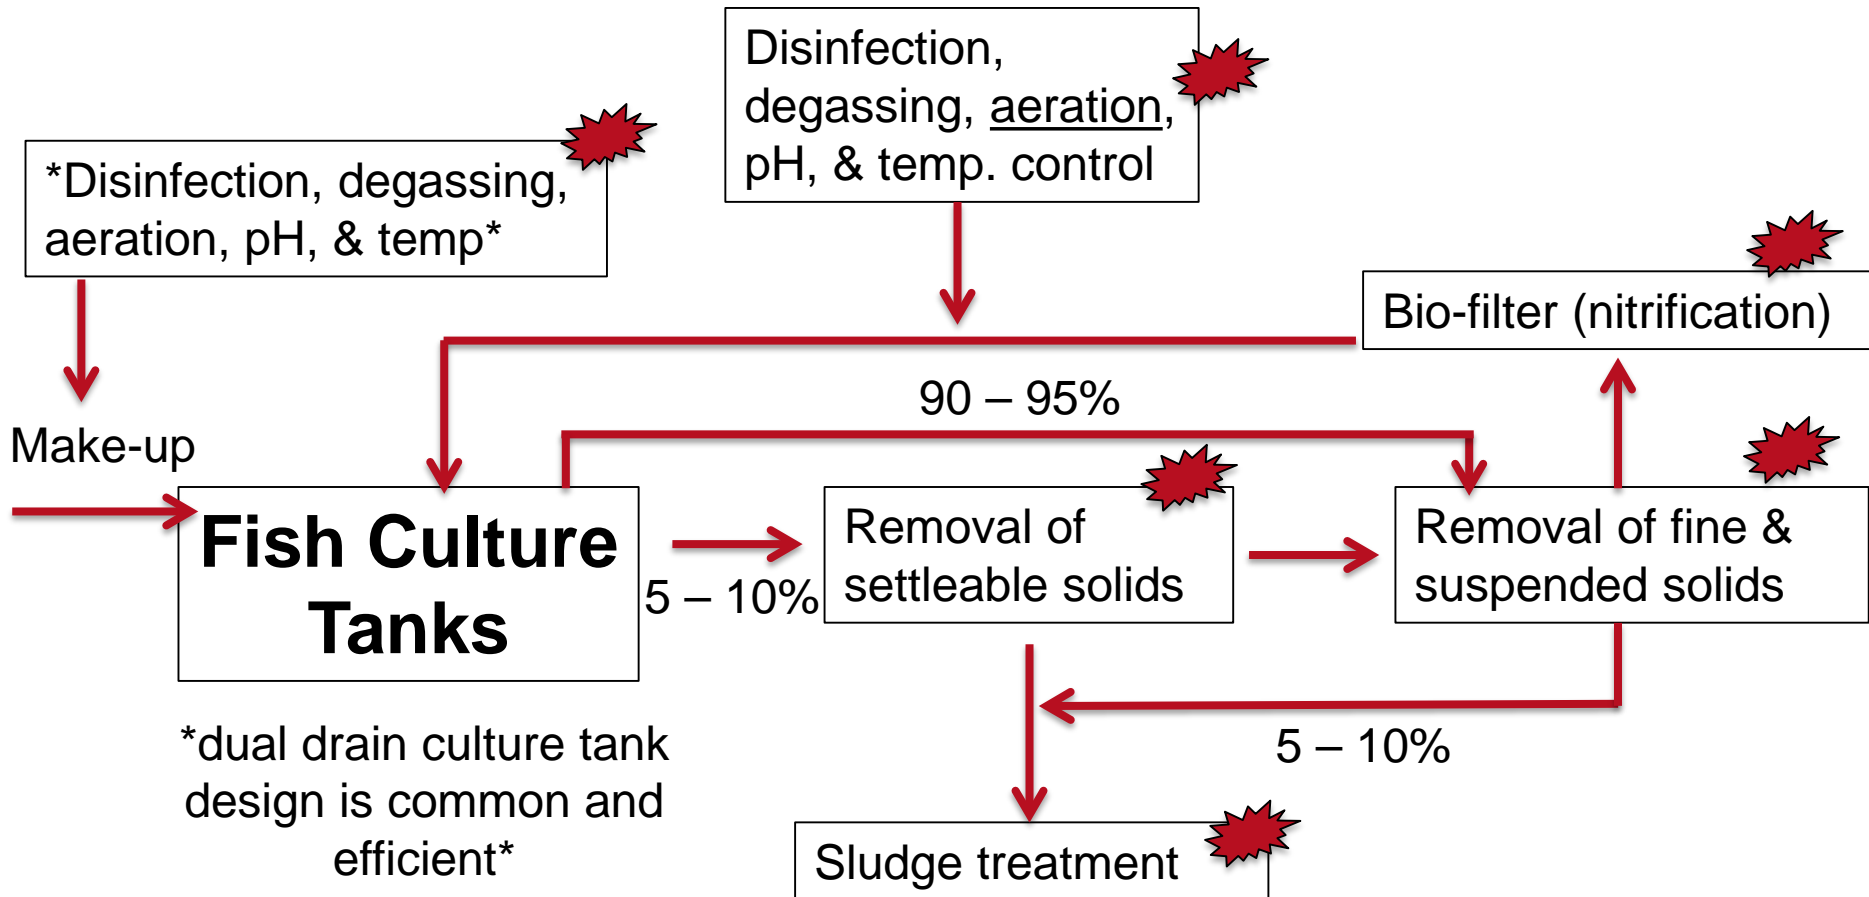 Disinfection,
degassing, aeration,
pH, & temp. control
*Disinfection, degassing,
aeration, pH, & temp*
Bio-filter (nitrification)
90 – 95%
Make-up
Fish Culture
Tanks
5 – 10%
Removal of
settleable solids
Removal of fine &
suspended solids
*dual drain culture tank
design is common and
efficient*
5 – 10%
Sludge treatment